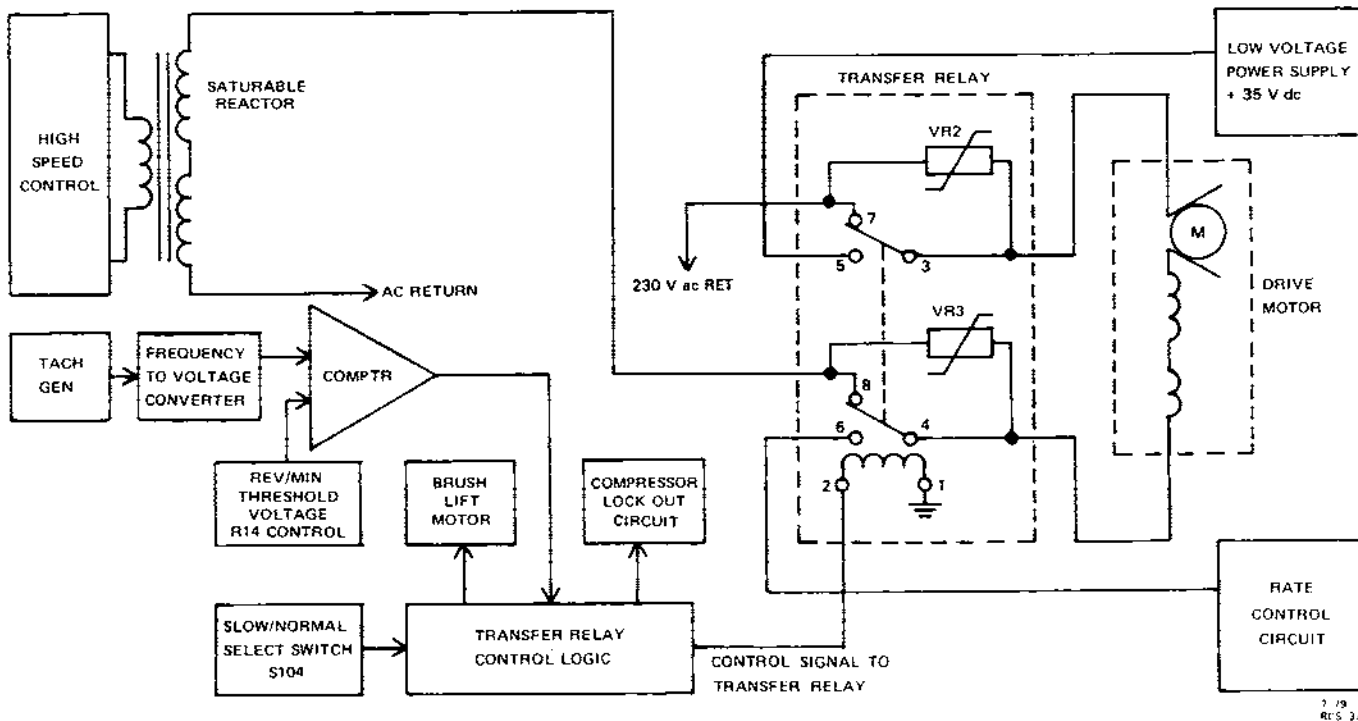 HIGH
SPEED
CONTROL
SATURABLE
REACTOR
AC RETURN
TRANSFER RELAY
LOW VOLTAGE
POWER SUPPLY
+ 35 V dc
VR2
7
5
3
230 V ac RET
VR3
8
6
4
2
1
M
DRIVE
MOTOR
TACH
GEN
FREQUENCY
TO VOLTAGE
CONVERTER
COMPTR
REV/MIN
THRESHOLD
VOLTAGE
R14 CONTROL
BRUSH
LIFT
MOTOR
COMPRESSOR
LOCK OUT
CIRCUIT
SLOW/NORMAL
SELECT SWITCH
S104
TRANSFER RELAY
CONTROL LOGIC
CONTROL SIGNAL TO
TRANSFER RELAY
RATE
CONTROL
CIRCUIT